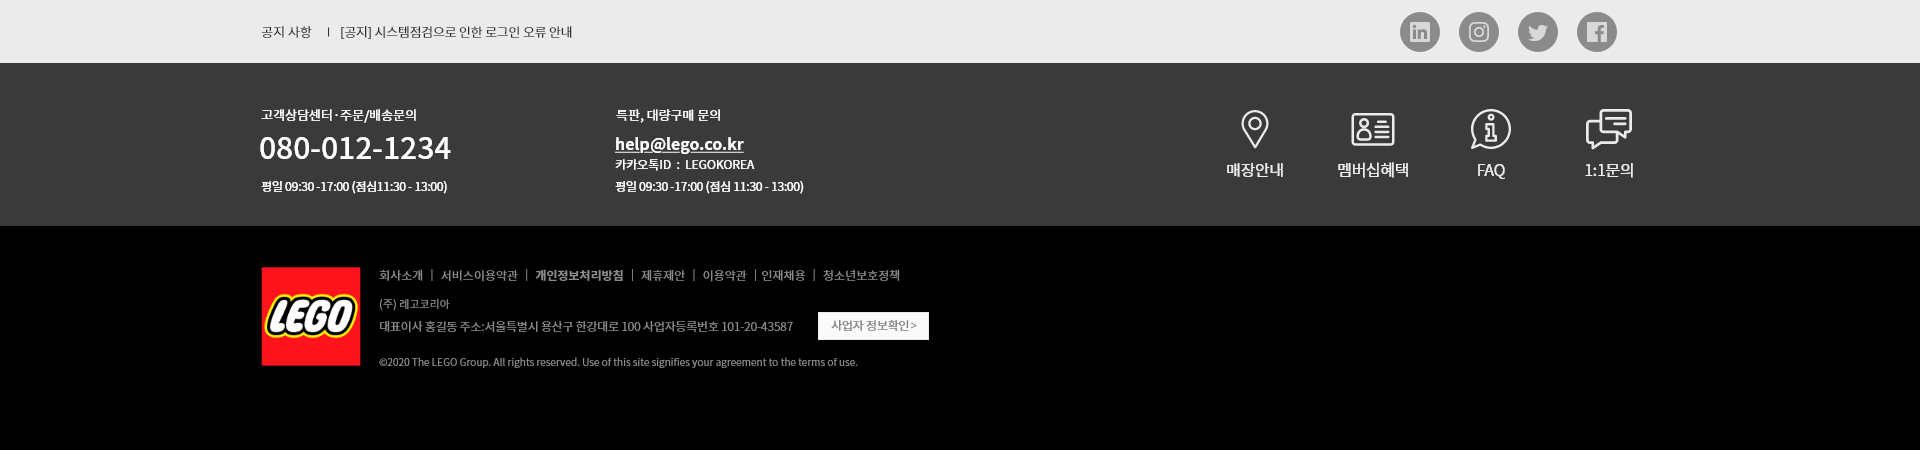 공지 사항 | [공지] 시스템점검으로 인한 로그인 오류 안내
고객상담센터·주문/배송문의
080-012-1234
평일 09:30 -17:00 (점심11:30 - 13:00)
특판, 대량구매 문의
help@lego.co.kr
카카오톡ID : LEGOKOREA
평일 09:30 -17:00 (점심 11:30 - 13:00)
매장안내
멤버십혜택
FAQ
1:1문의
LEGO
회사소개 | 서비스이용약관 | 개인정보처리방침 | 제휴제안 | 이용약관 | 인재채용 | 청소년보호정책
(주) 레고코리아
대표이사 홍길동 주소:서울특별시 용산구 한강대로 100 사업자등록번호 101-20-43587
사업자 정보확인>
©2020 The LEGO Group. All rights reserved. Use of this site signifies your agreement to the terms of use.